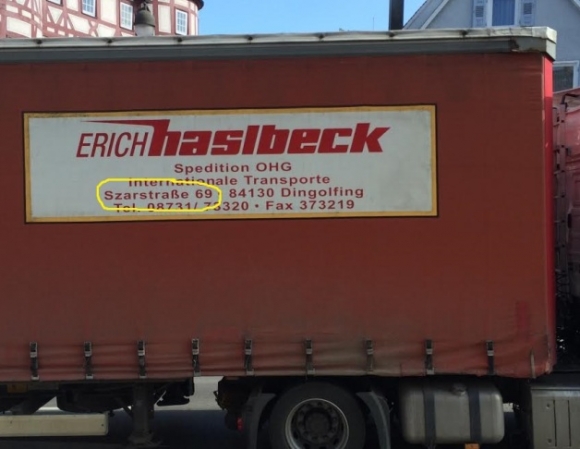 ERICH haslbeck
Spedition OHG
internationale Transporte
Szarstraße 69 · 84130 Dingolfing
Tel. 08731/ 73320 • Fax 373219